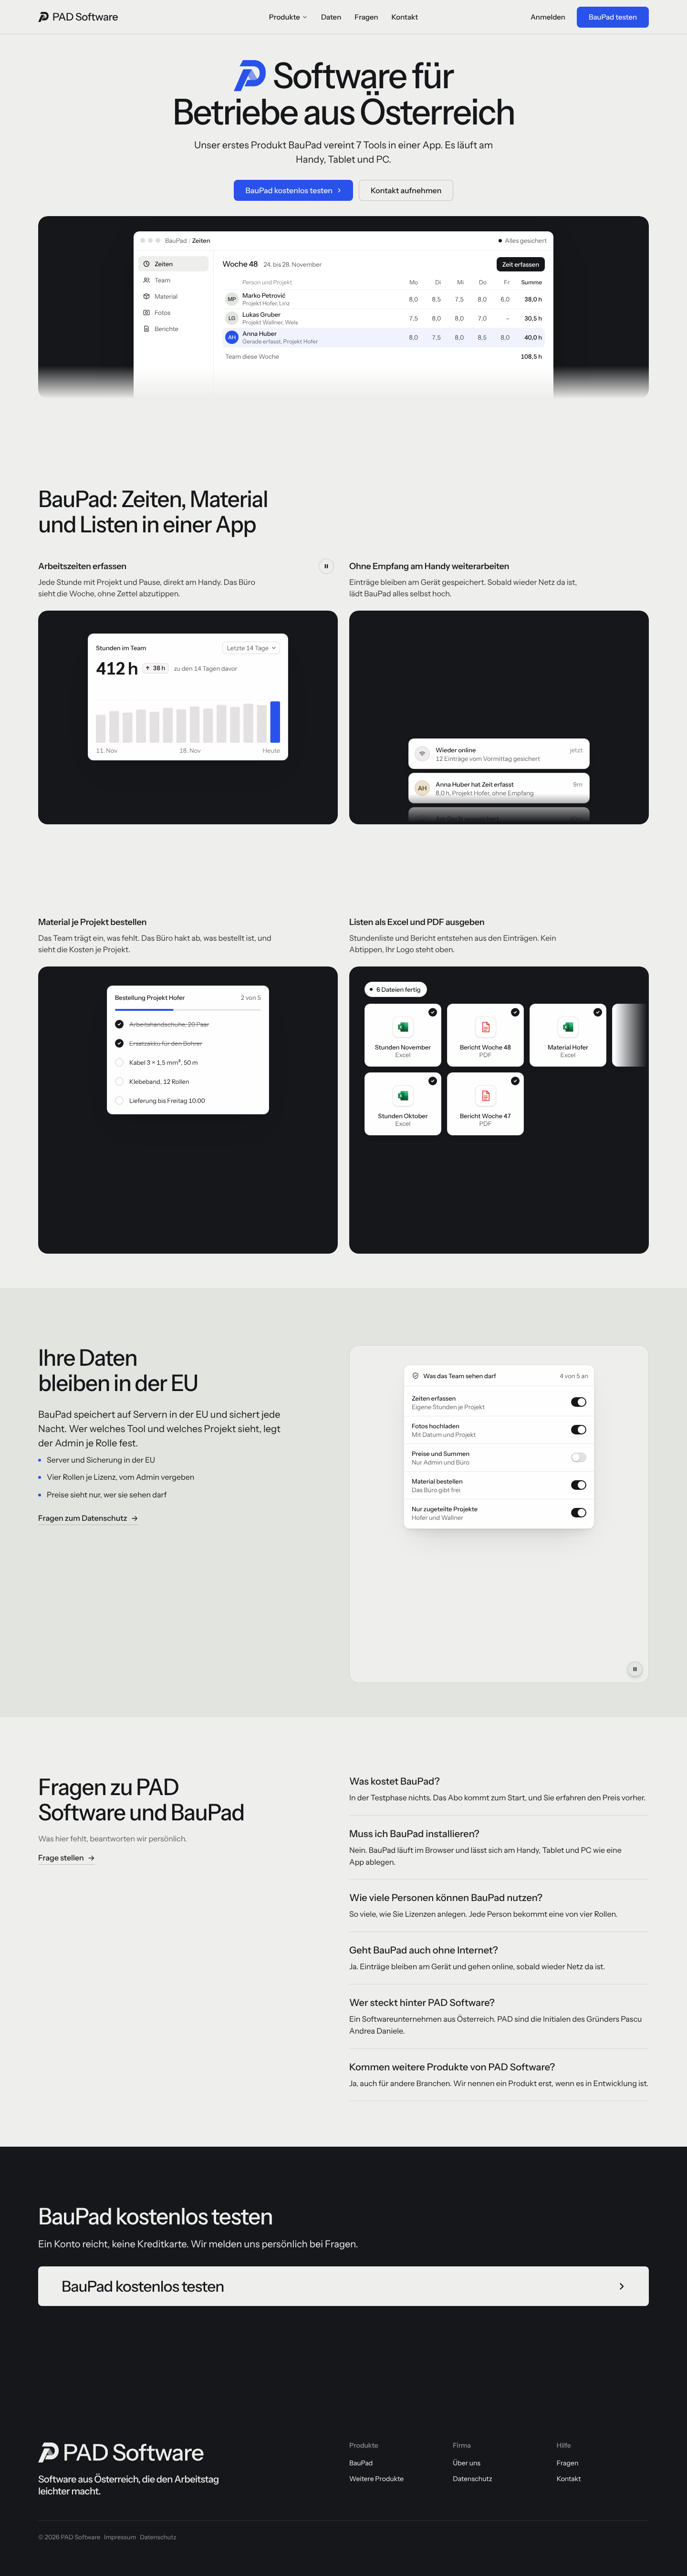 PAD Software
Produkte
Daten
Fragen
Kontakt
Anmelden
BauPad testen
Software für
Betriebe aus Österreich
Unser erstes Produkt BauPad vereint 7 Tools in einer App. Es läuft am
Handy, Tablet und PC.
BauPad kostenlos testen
Kontakt aufnehmen
BauPad / Zeiten
Alles gesichert
Zeiten
Team
Material
Fotos
Berichte
Woche 48 24. bis 28. November
Zeit erfassen
Person und Projekt Mo Di Mi Do Fr Summe
MP Marko Petrović 8,0 8,5 7,5 8,0 6,0 38,0 h
Projekt Hofer, Linz
LG Lukas Gruber 7,5 8,0 8,0 7,0 – 30,5 h
Projekt Wallner, Wels
AH Anna Huber 8,0 7,5 8,0 8,5 8,0 40,0 h
Gerade erfasst, Projekt Hofer
Team diese Woche 108,5 h
BauPad: Zeiten, Material
und Listen in einer App
Arbeitszeiten erfassen
Jede Stunde mit Projekt und Pause, direkt am Handy. Das Büro
sieht die Woche, ohne Zettel abzutippen.
Stunden im Team
Letzte 14 Tage
412 h 38 h zu den 14 Tagen davor
11. Nov 18. Nov Heute
Ohne Empfang am Handy weiterarbeiten
Einträge bleiben am Gerät gespeichert. Sobald wieder Netz da ist,
lädt BauPad alles selbst hoch.
Wieder online jetzt
12 Einträge vom Vormittag gesichert
AH Anna Huber hat Zeit erfasst 9m
8,0 h, Projekt Hofer, ohne Empfang
Material je Projekt bestellen
Das Team trägt ein, was fehlt. Das Büro hakt ab, was bestellt ist, und
sieht die Kosten je Projekt.
Bestellung Projekt Hofer 2 von 5
Arbeitshandschuhe, 20 Paar
Ersatzakku für den Bohrer
Kabel 3 × 1,5 mm², 50 m
Klebeband, 12 Rollen
Lieferung bis Freitag 10:00
Listen als Excel und PDF ausgeben
Stundenliste und Bericht entstehen aus den Einträgen. Kein
Abtippen, Ihr Logo steht oben.
6 Dateien fertig
Stunden November
Excel
Bericht Woche 48
PDF
Material Hofer
Excel
Stunden Oktober
Excel
Bericht Woche 47
PDF
Ihre Daten
bleiben in der EU
BauPad speichert auf Servern in der EU und sichert jede
Nacht. Wer welches Tool und welches Projekt sieht, legt
der Admin je Rolle fest.
Server und Sicherung in der EU
Vier Rollen je Lizenz, vom Admin vergeben
Preise sieht nur, wer sie sehen darf
Fragen zum Datenschutz →
Was das Team sehen darf 4 von 5 an
Zeiten erfassen
Eigene Stunden je Projekt
Fotos hochladen
Mit Datum und Projekt
Preise und Summen
Nur Admin und Büro
Material bestellen
Das Büro gibt frei
Nur zugeteilte Projekte
Hofer und Wallner
Fragen zu PAD
Software und BauPad
Was hier fehlt, beantworten wir persönlich.
Frage stellen →
Was kostet BauPad?
In der Testphase nichts. Das Abo kommt zum Start, und Sie erfahren den Preis vorher.
Muss ich BauPad installieren?
Nein. BauPad läuft im Browser und lässt sich am Handy, Tablet und PC wie eine
App ablegen.
Wie viele Personen können BauPad nutzen?
So viele, wie Sie Lizenzen anlegen. Jede Person bekommt eine von vier Rollen.
Geht BauPad auch ohne Internet?
Ja. Einträge bleiben am Gerät und gehen online, sobald wieder Netz da ist.
Wer steckt hinter PAD Software?
Ein Softwareunternehmen aus Österreich. PAD sind die Initialen des Gründers Pascu
Andrea Daniele.
Kommen weitere Produkte von PAD Software?
Ja, auch für andere Branchen. Wir nennen ein Produkt erst, wenn es in Entwicklung ist.
BauPad kostenlos testen
Ein Konto reicht, keine Kreditkarte. Wir melden uns persönlich bei Fragen.
BauPad kostenlos testen
PAD Software
Software aus Österreich, die den Arbeitstag
leichter macht.
Produkte
BauPad
Weitere Produkte
Firma
Über uns
Datenschutz
Hilfe
Fragen
Kontakt
© 2026 PAD Software Impressum Datenschutz